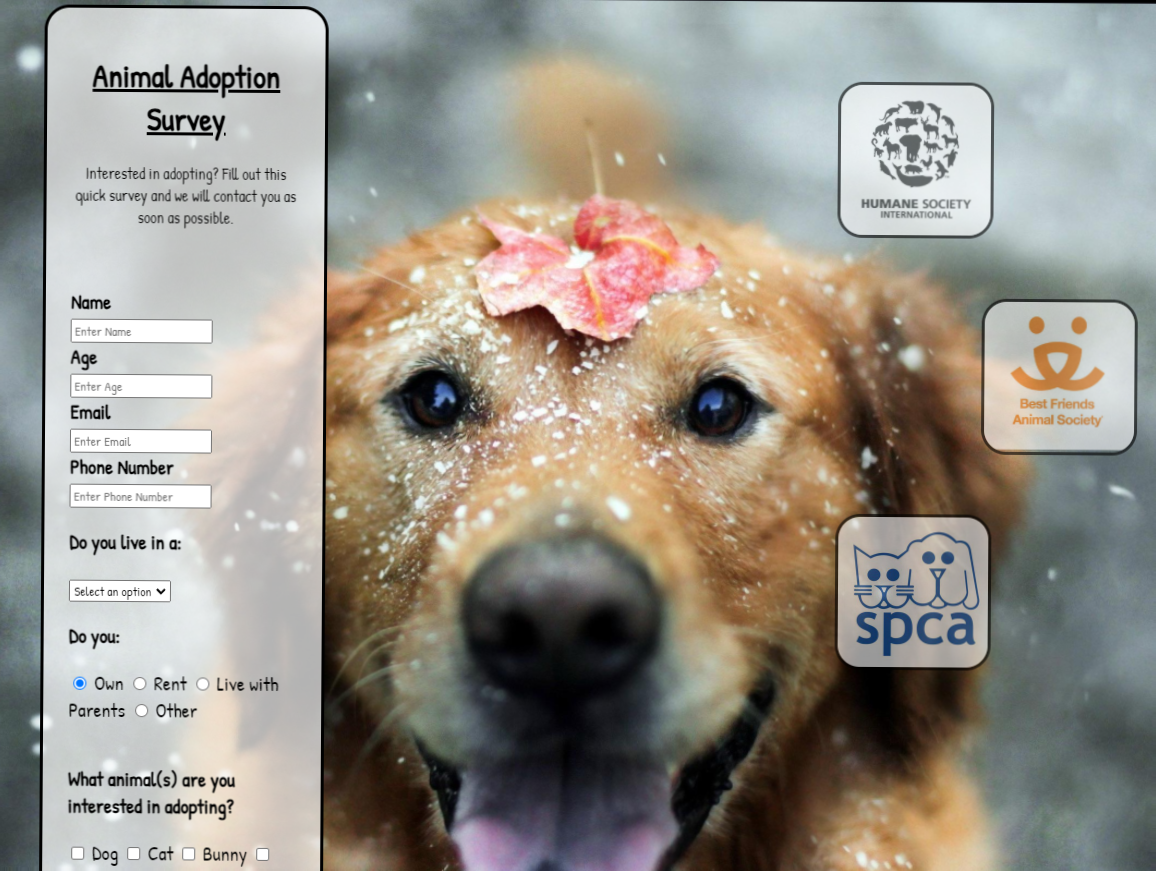 Animal Adoption
Survey
Interested in adopting? Fill out this
quick survey and we will contact you as
soon as possible.
Name
Enter Name
Age
Enter Age
Email
Enter Email
Phone Number
Enter Phone Number
Do you live in a:
Select an option
Do you:
Own Rent Live with
Parents Other
What animal(s) are you
interested in adopting?
Dog Cat Bunny
HUMANE SOCIETY
INTERNATIONAL
Best Friends
Animal Society
spca